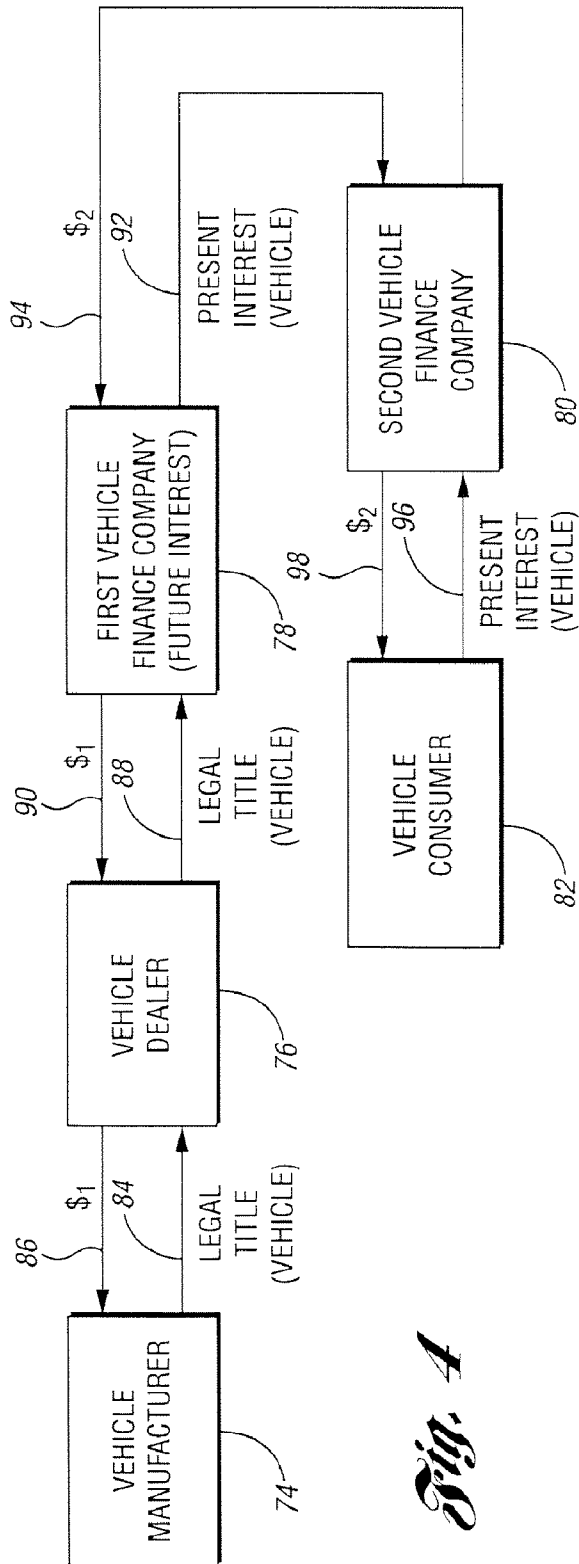 VEHICLE
MANUFACTURER
74
86
$1
84
LEGAL
TITLE
(VEHICLE)
VEHICLE
DEALER
76
90
$1
88
LEGAL
TITLE
(VEHICLE)
FIRST VEHICLE
FINANCE COMPANY
(FUTURE INTEREST)
78
94
$2
92
PRESENT
INTEREST
(VEHICLE)
VEHICLE
CONSUMER
82
98
$2
96
PRESENT
INTEREST
(VEHICLE)
SECOND VEHICLE
FINANCE
COMPANY
80
Fig. 4